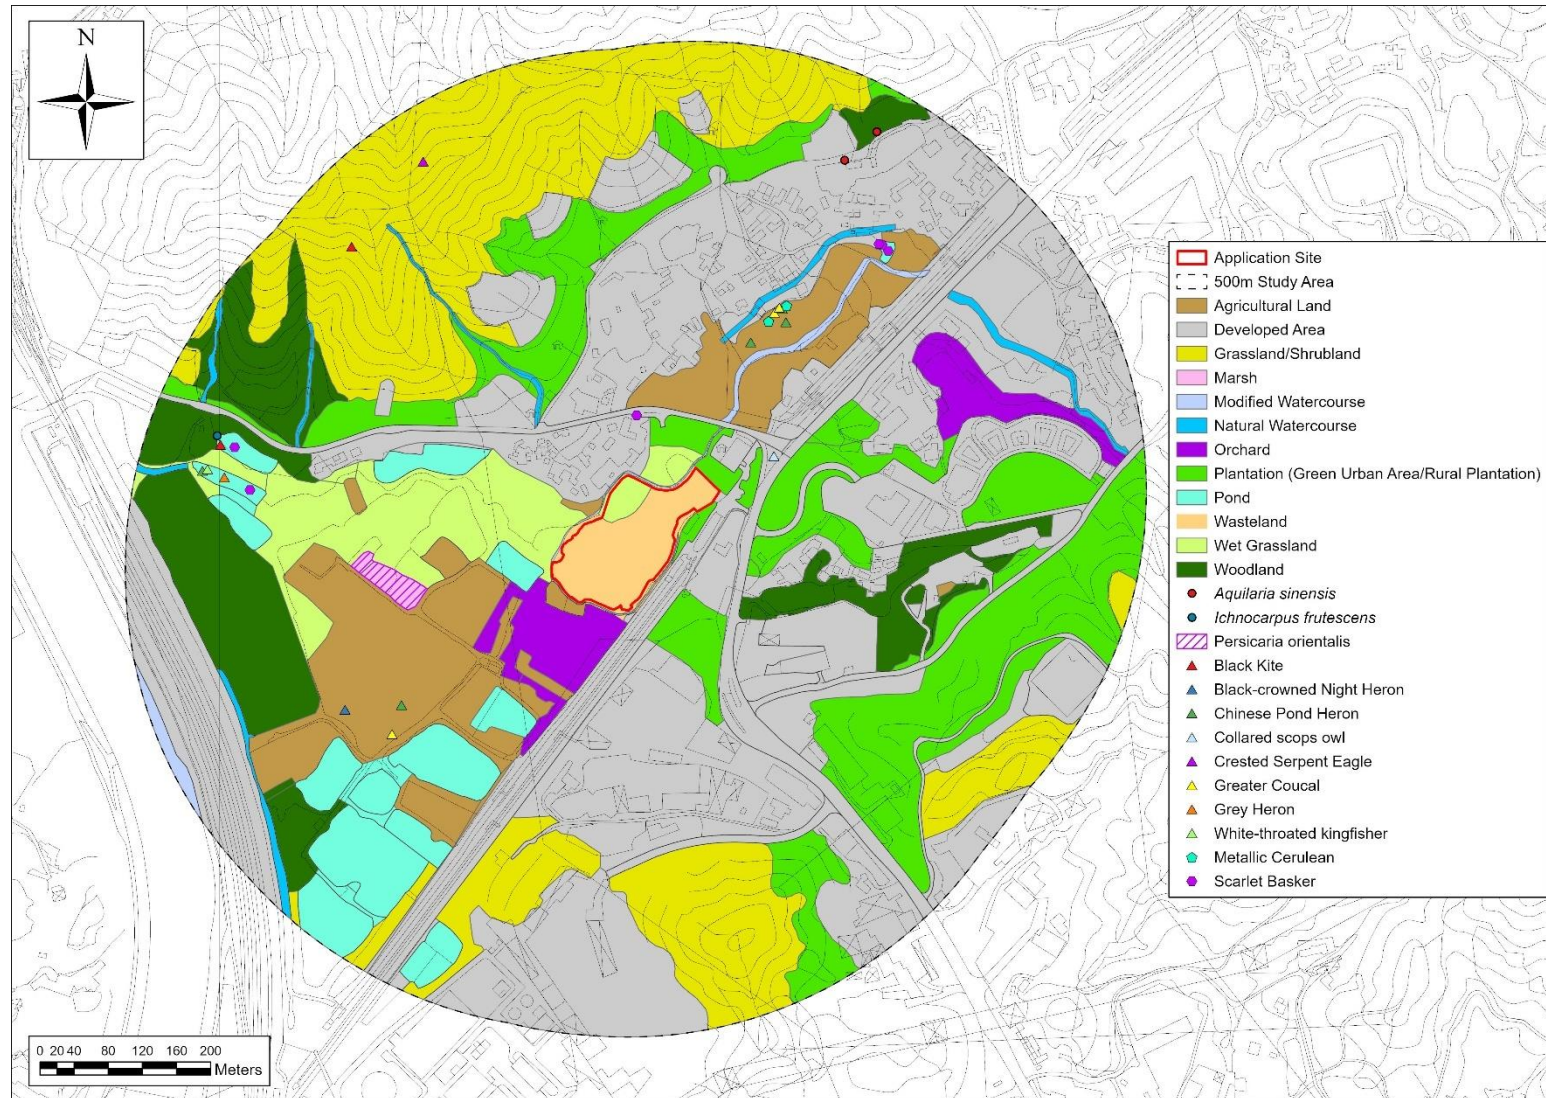 N
Application Site
500m Study Area
Agricultural Land
Developed Area
Grassland/Shrubland
Marsh
Modified Watercourse
Natural Watercourse
Orchard
Plantation (Green Urban Area/Rural Plantation)
Pond
Wasteland
Wet Grassland
Woodland
Aquilaria sinensis
Ichnocarpus frutescens
Persicaria orientalis
Black Kite
Black-crowned Night Heron
Chinese Pond Heron
Collared scops owl
Crested Serpent Eagle
Greater Coucal
Grey Heron
White-throated kingfisher
Metallic Cerulean
Scarlet Basker
0 20 40 80 120 160 200
Meters